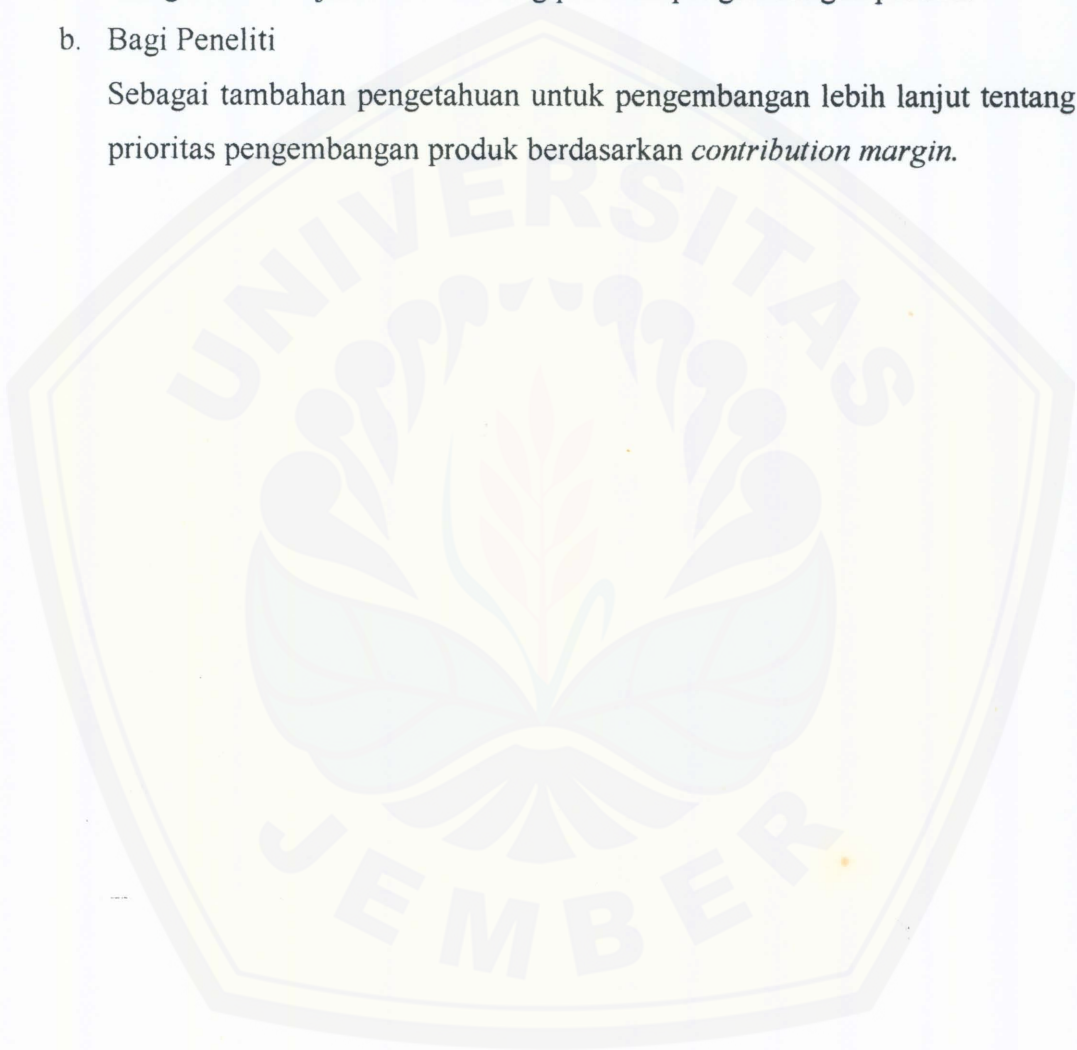 b. Bagi Peneliti
Sebagai tambahan pengetahuan untuk pengembangan lebih lanjut tentang
prioritas pengembangan produk berdasarkan contribution margin.
UNIVERSITAS
JEMBER